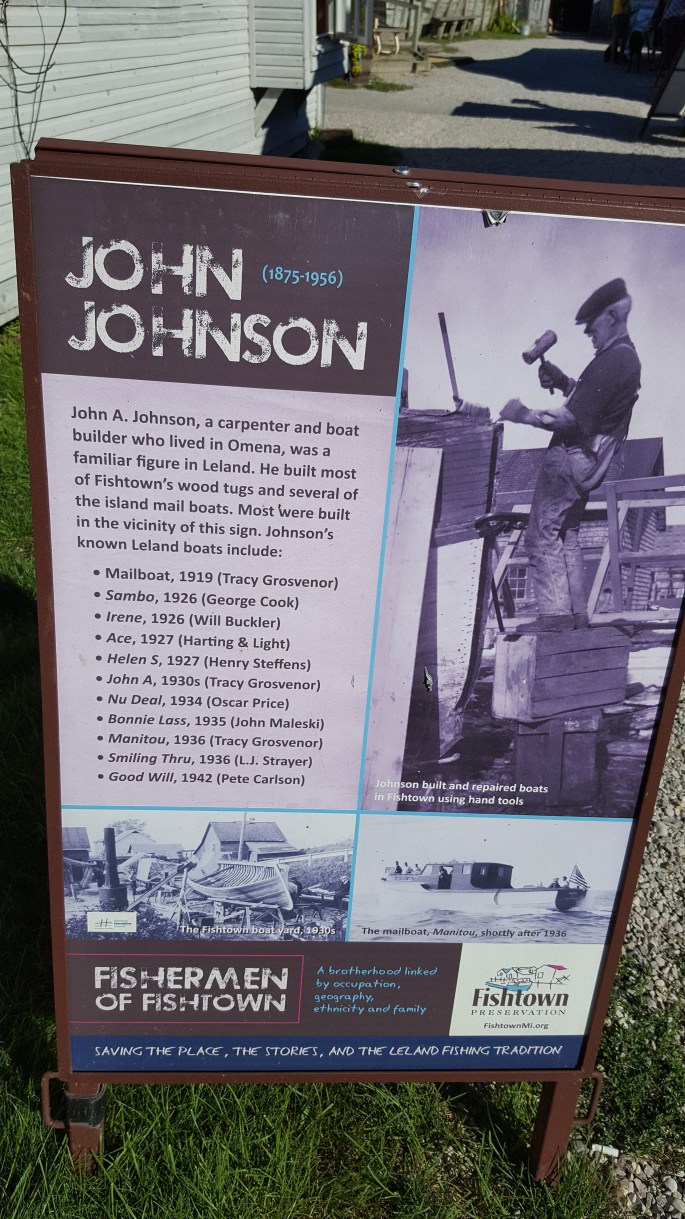 JOHN (1875-1956)
JOHNSON
John A. Johnson, a carpenter and boat
builder who lived in Omena, was a
familiar figure in Leland. He built most
of Fishtown's wood tugs and several of
the island mail boats. Most were built
in the vicinity of this sign. Johnson's
known Leland boats include:
• Mailboat, 1919 (Tracy Grosvenor)
• Sambo, 1926 (George Cook)
• Irene, 1926 (Will Buckler)
• Ace, 1927 (Harting & Light)
• Helen S, 1927 (Henry Steffens)
• John A, 1930s (Tracy Grosvenor)
• Nu Deal, 1934 (Oscar Price)
• Bonnie Lass, 1935 (John Maleski)
• Manitou, 1936 (Tracy Grosvenor)
• Smiling Thru, 1936 (L.J. Strayer)
• Good Will, 1942 (Pete Carlson)
Johnson built and repaired boats
in Fishtown using hand tools
The Fishtown boat yard, 1930s
The mailboat, Manitou, shortly after 1936
FISHERMEN
OF FISHTOWN
A brotherhood linked
by occupation,
geography,
ethnicity and family
Fishtown
PRESERVATION
FishtownMi.org
SAVING THE PLACE, THE STORIES, AND THE LELAND FISHING TRADITION